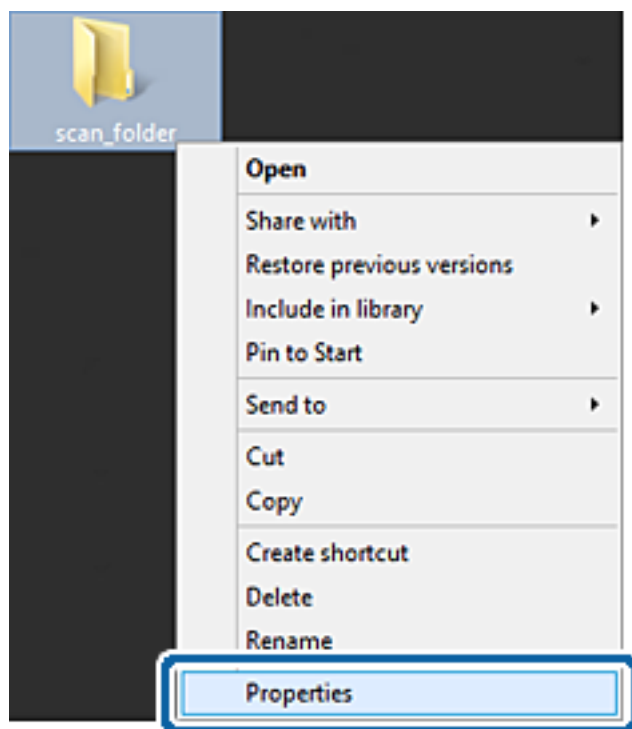 scan_folder
Open
Share with
Restore previous versions
Include in library
Pin to Start
Send to
Cut
Copy
Create shortcut
Delete
Rename
Properties